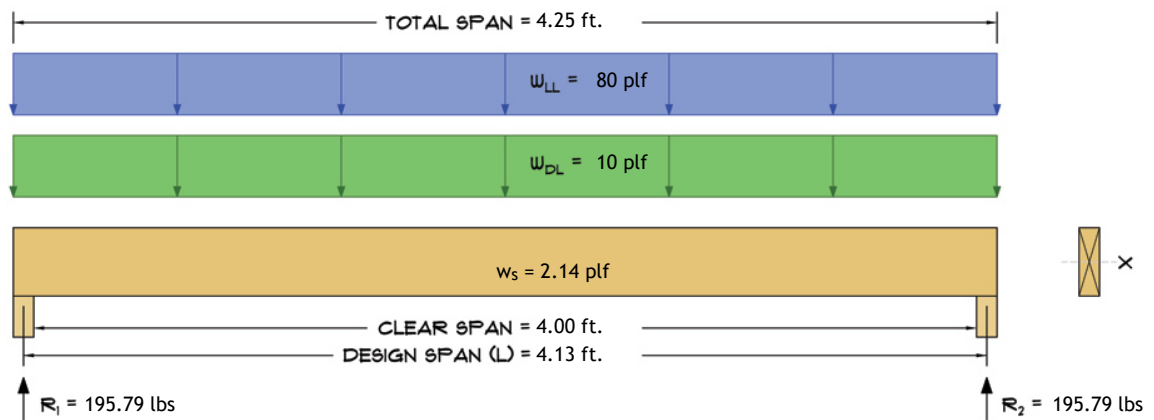 TOTAL SPAN = 4.25 ft.
wLL = 80 plf
wDL = 10 plf
ws = 2.14 plf
X
CLEAR SPAN = 4.00 ft.
DESIGN SPAN (L) = 4.13 ft.
R1 = 195.79 lbs
R2 = 195.79 lbs